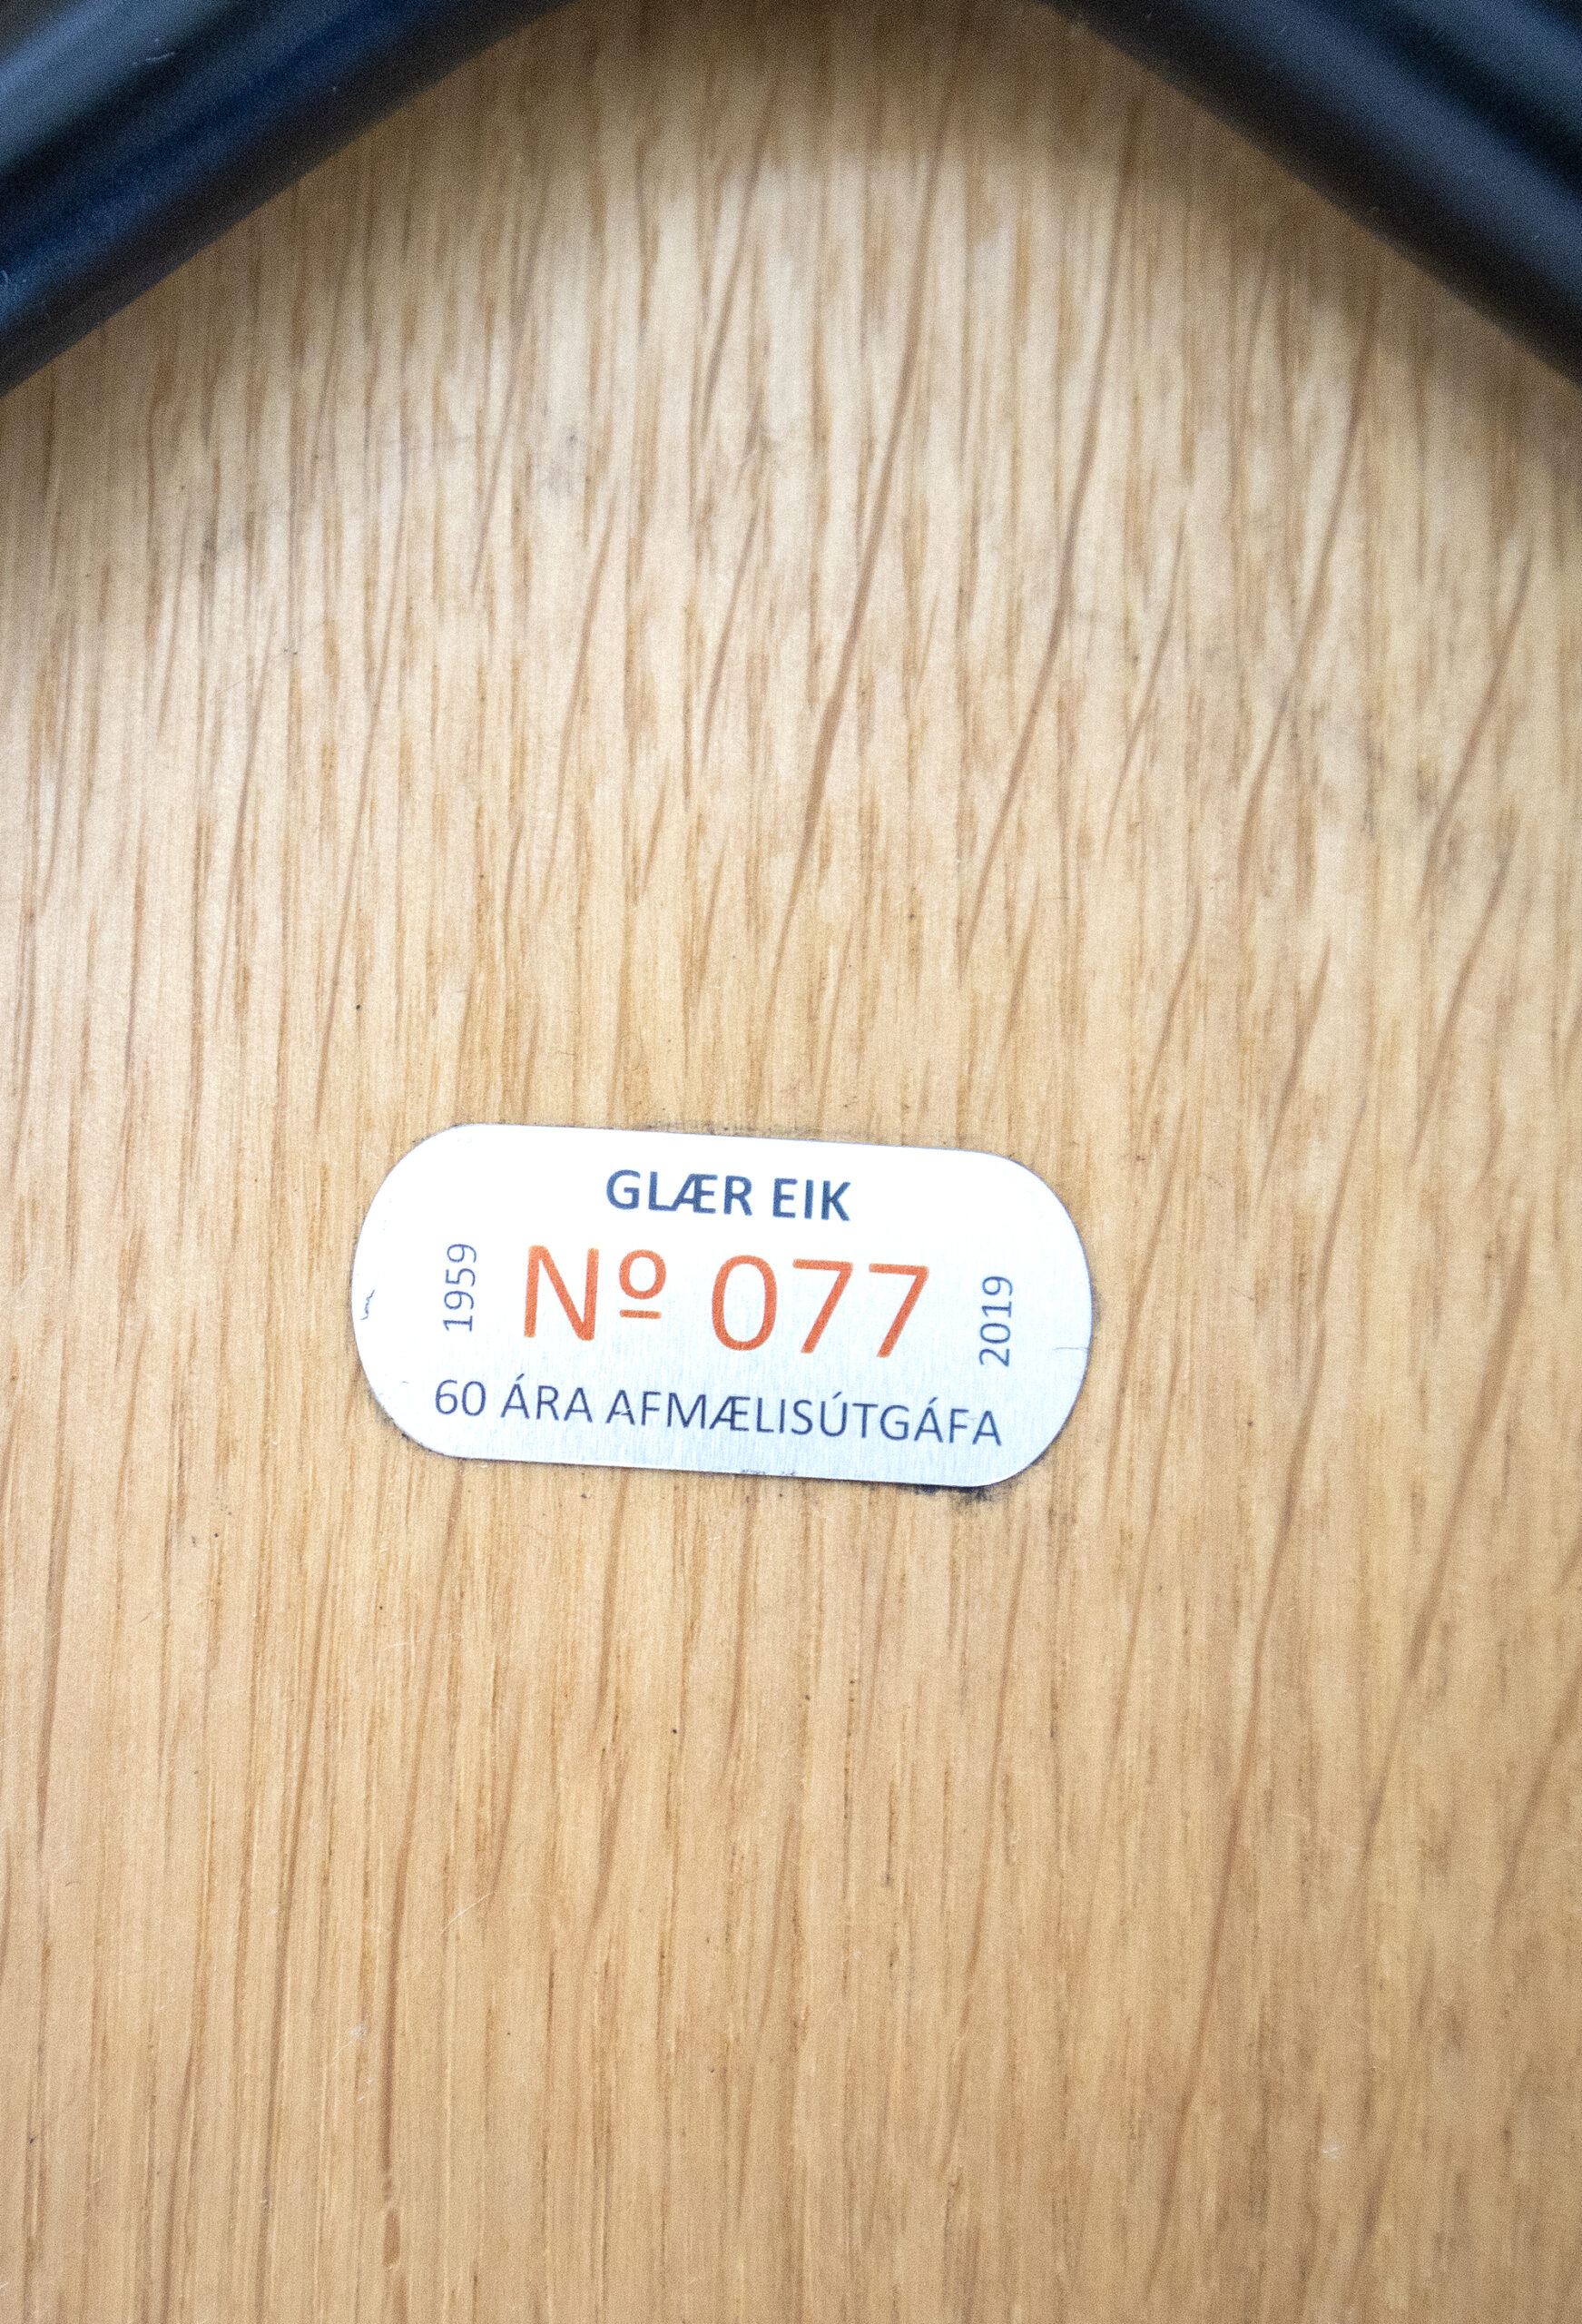 GLÆR EIK
1959
Nº 077
2019
60 ÁRA AFMÆLISÚTGÁFA